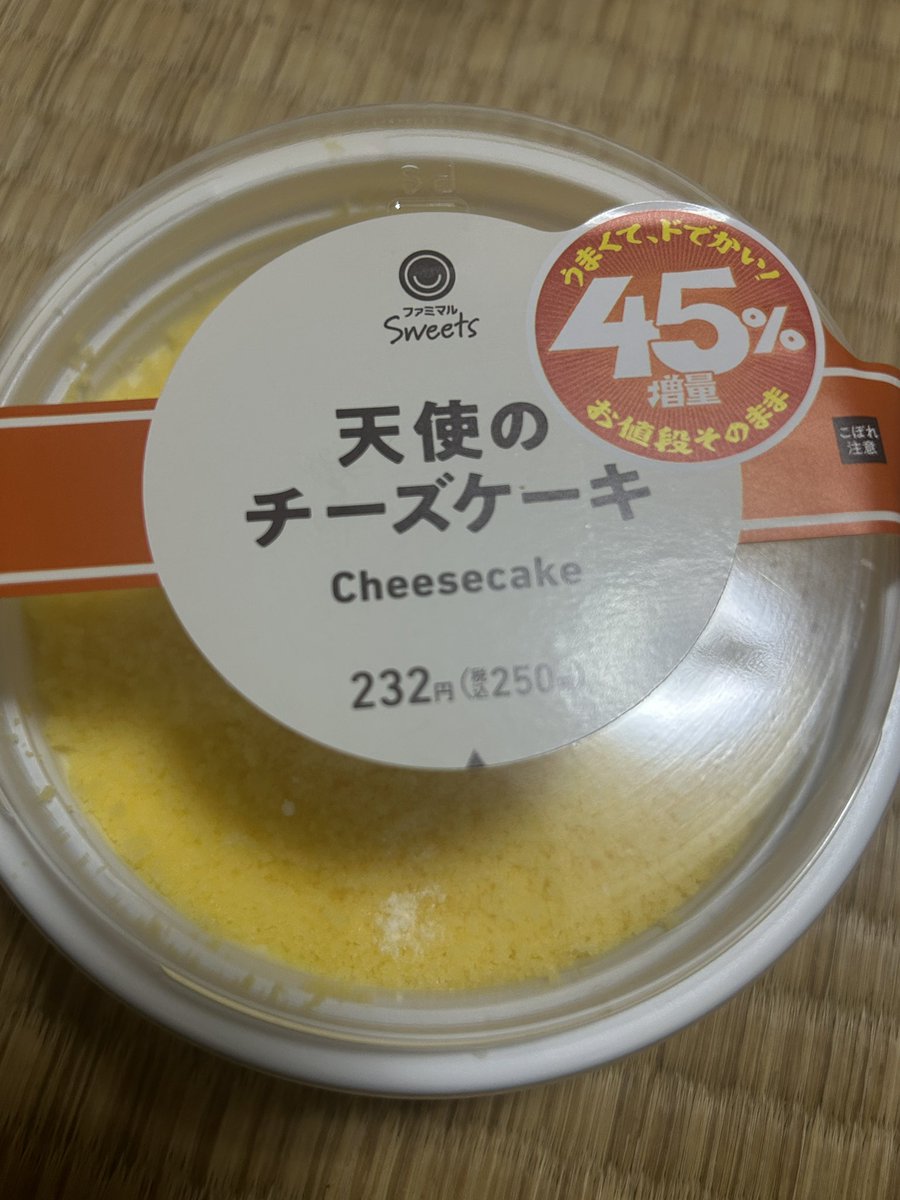 ファミマル
Sweets
うまくて、ドでかい!
45%
増量
お値段そのまま
天使の
チーズケーキ
Cheesecake
232円(税込250円)
こぼれ
注意